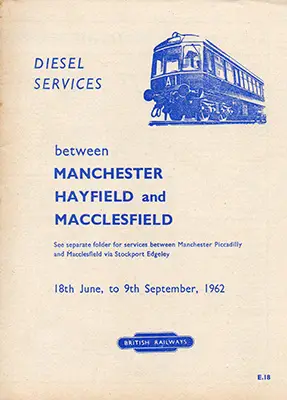 DIESEL
SERVICES
A1
between
MANCHESTER
HAYFIELD and
MACCLESFIELD
See separate folder for services between Manchester Piccadilly
and Macclesfield via Stockport Edgeley
18th June, to 9th September, 1962
BRITISH RAILWAYS
E.18